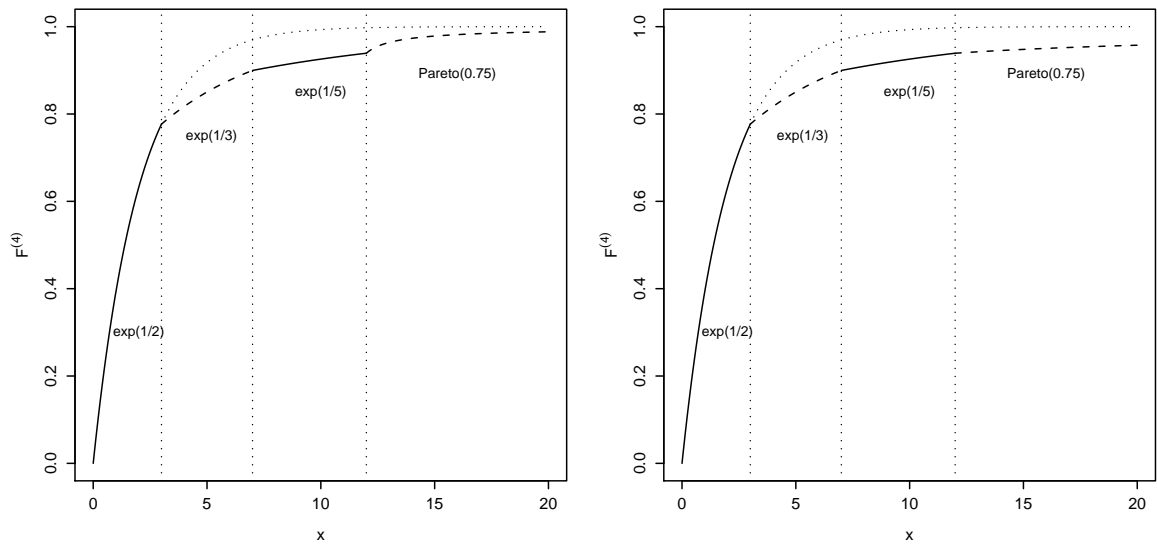 1.0
0.8
0.6
0.4
0.2
0.0
F(4)
exp(1/2)
exp(1/3)
exp(1/5)
Pareto(0.75)
0 5 10 15 20
x
1.0
0.8
0.6
0.4
0.2
0.0
F(4)
exp(1/2)
exp(1/3)
exp(1/5)
Pareto(0.75)
0 5 10 15 20
x